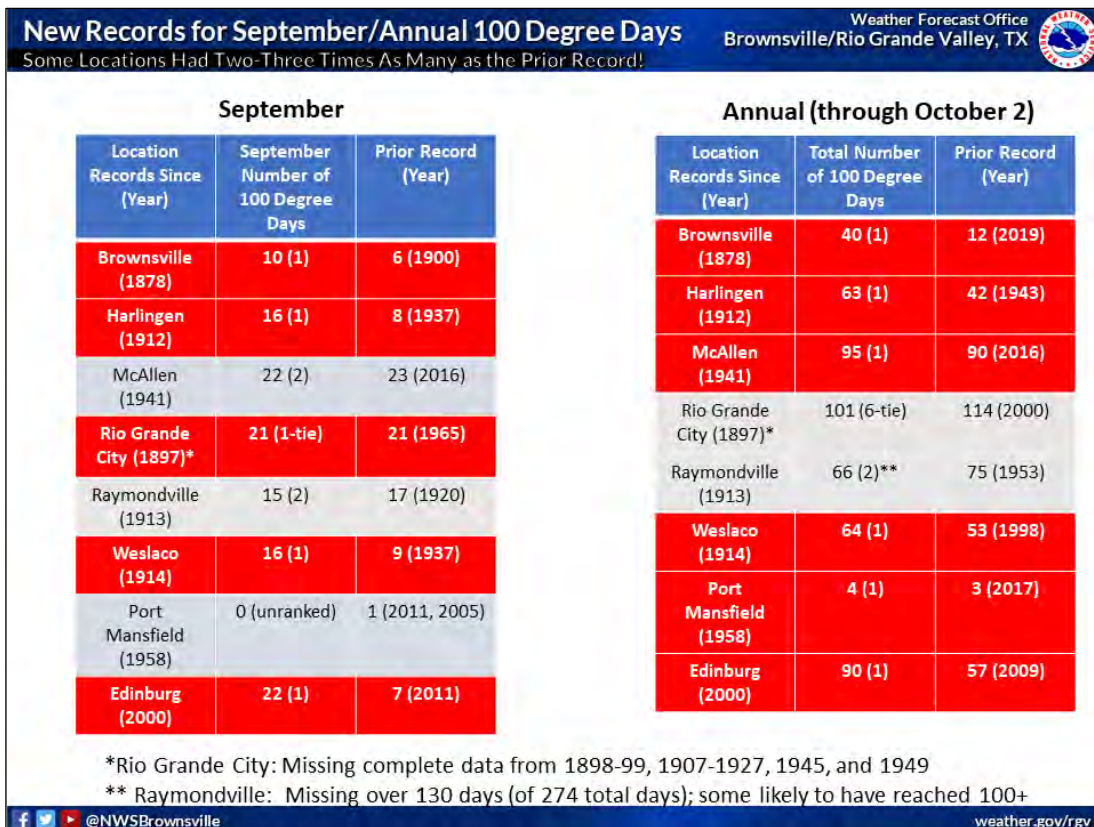 New Records for September/Annual 100 Degree Days
Some Locations Had Two-Three Times As Many as the Prior Record!
Weather Forecast Office
Brownsville/Rio Grande Valley, TX
September
Location Records Since (Year) September Number of 100 Degree Days Prior Record (Year)
Brownsville (1878) 10 (1) 6 (1900)
Harlingen (1912) 16 (1) 8 (1937)
McAllen (1941) 22 (2) 23 (2016)
Rio Grande City (1897)* 21 (1-tie) 21 (1965)
Raymondville (1913) 15 (2) 17 (1920)
Weslaco (1914) 16 (1) 9 (1937)
Port Mansfield (1958) 0 (unranked) 1 (2011, 2005)
Edinburg (2000) 22 (1) 7 (2011)
Annual (through October 2)
Location Records Since (Year) Total Number of 100 Degree Days Prior Record (Year)
Brownsville (1878) 40 (1) 12 (2019)
Harlingen (1912) 63 (1) 42 (1943)
McAllen (1941) 95 (1) 90 (2016)
Rio Grande City (1897)* 101 (6-tie) 114 (2000)
Raymondville (1913) 66 (2)** 75 (1953)
Weslaco (1914) 64 (1) 53 (1998)
Port Mansfield (1958) 4 (1) 3 (2017)
Edinburg (2000) 90 (1) 57 (2009)
*Rio Grande City: Missing complete data from 1898-99, 1907-1927, 1945, and 1949
** Raymondville: Missing over 130 days (of 274 total days); some likely to have reached 100+
@NWSBrownsville
weather.gov/rgv